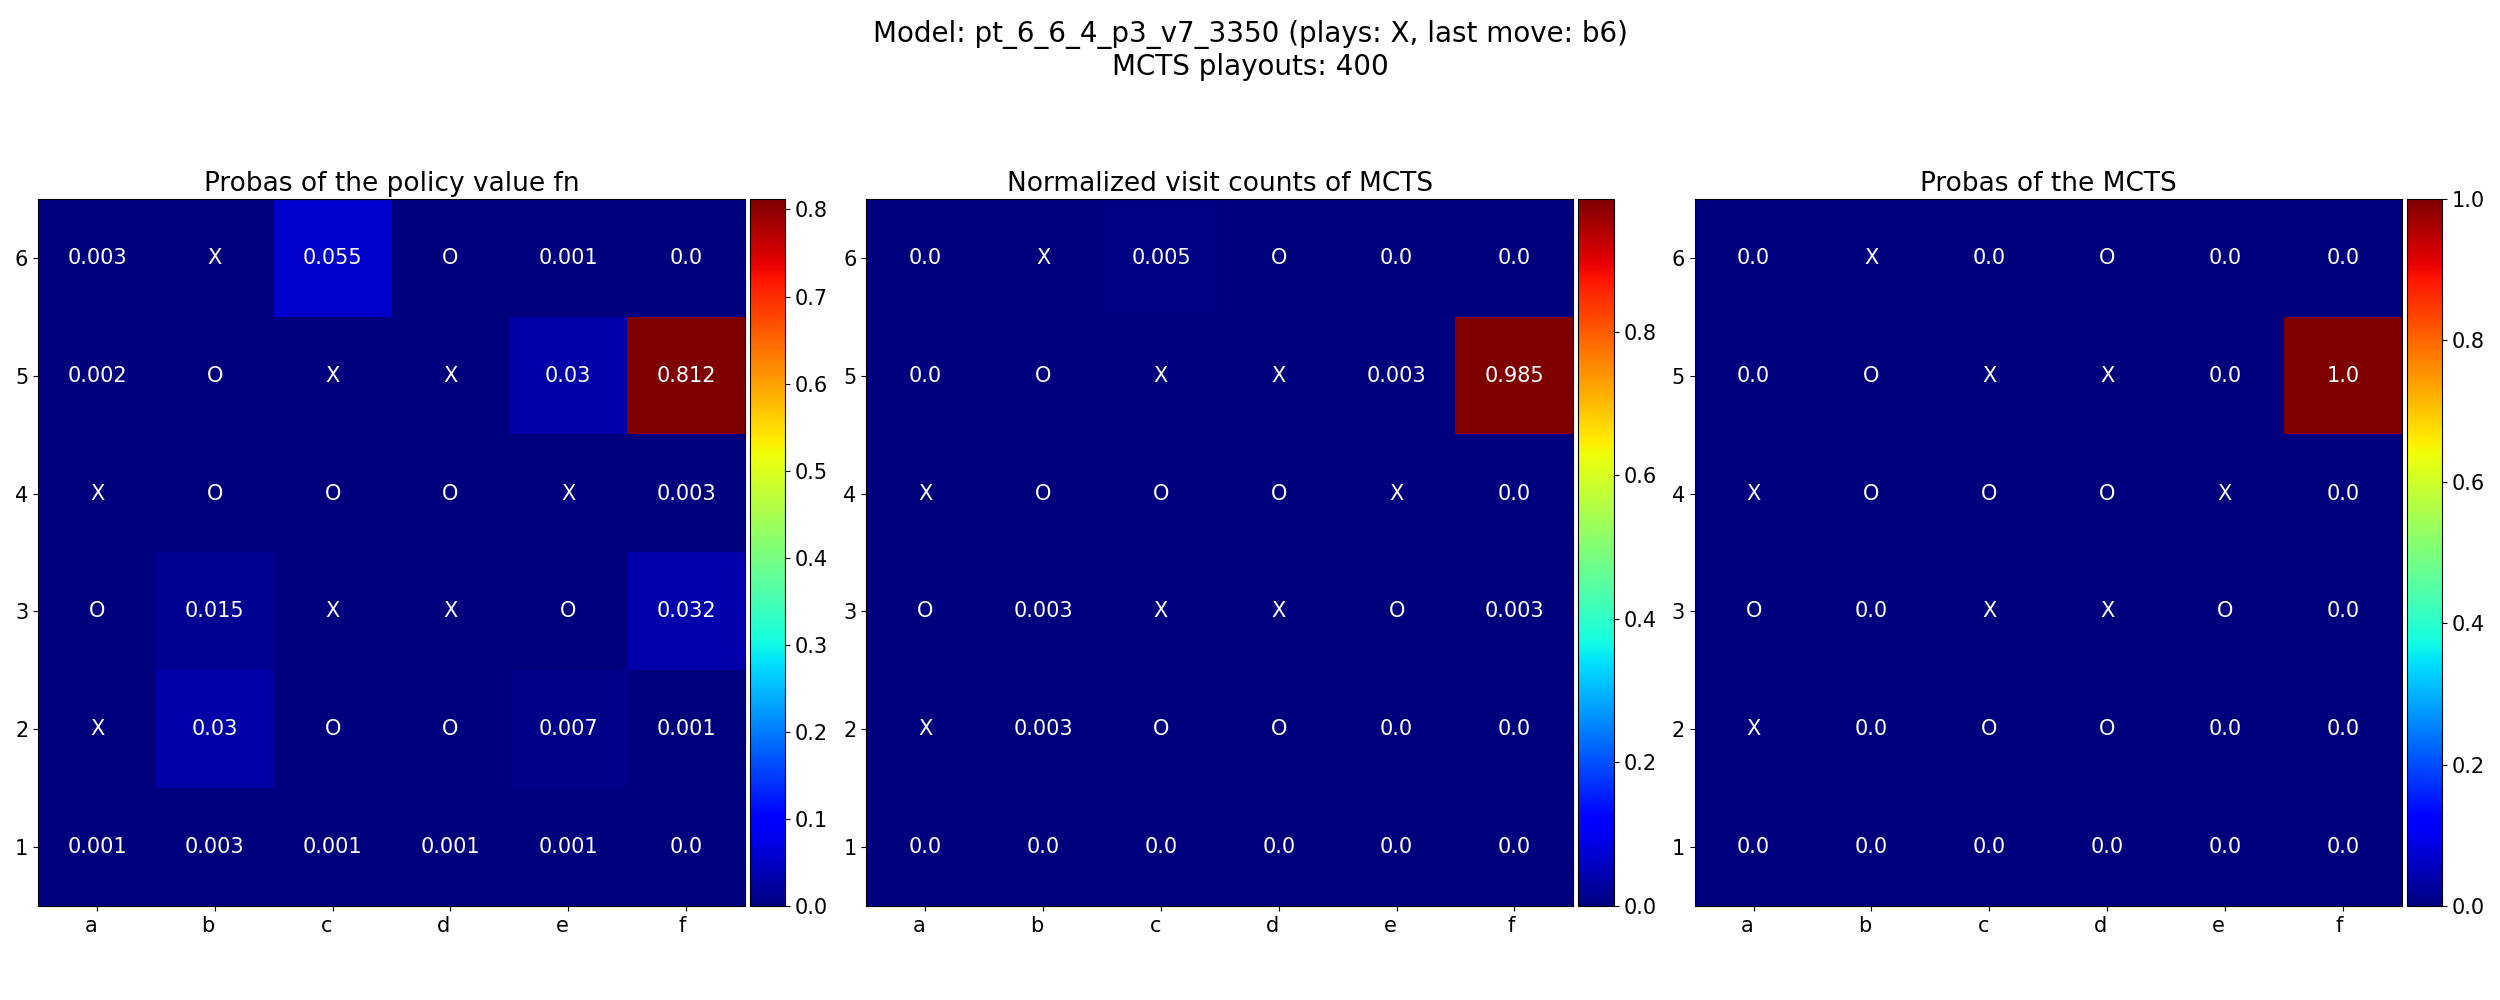 Model: pt_6_6_4_p3_v7_3350 (plays: X, last move: b6)
MCTS playouts: 400
Probas of the policy value fn
6 0.003 X 0.055 O 0.001 0.0
5 0.002 O X X 0.03 0.812
4 X O O O X 0.003
3 O 0.015 X X O 0.032
2 X 0.03 O O 0.007 0.001
1 0.001 0.003 0.001 0.001 0.001 0.0
a b c d e f
0.8
0.7
0.6
0.5
0.4
0.3
0.2
0.1
0.0
Normalized visit counts of MCTS
6 0.0 X 0.005 O 0.0 0.0
5 0.0 O X X 0.003 0.985
4 X O O O X 0.0
3 O 0.003 X X O 0.003
2 X 0.003 O O 0.0 0.0
1 0.0 0.0 0.0 0.0 0.0 0.0
a b c d e f
0.8
0.6
0.4
0.2
0.0
Probas of the MCTS
6 0.0 X 0.0 O 0.0 0.0
5 0.0 O X X 0.0 1.0
4 X O O O X 0.0
3 O 0.0 X X O 0.0
2 X 0.0 O O 0.0 0.0
1 0.0 0.0 0.0 0.0 0.0 0.0
a b c d e f
1.0
0.8
0.6
0.4
0.2
0.0